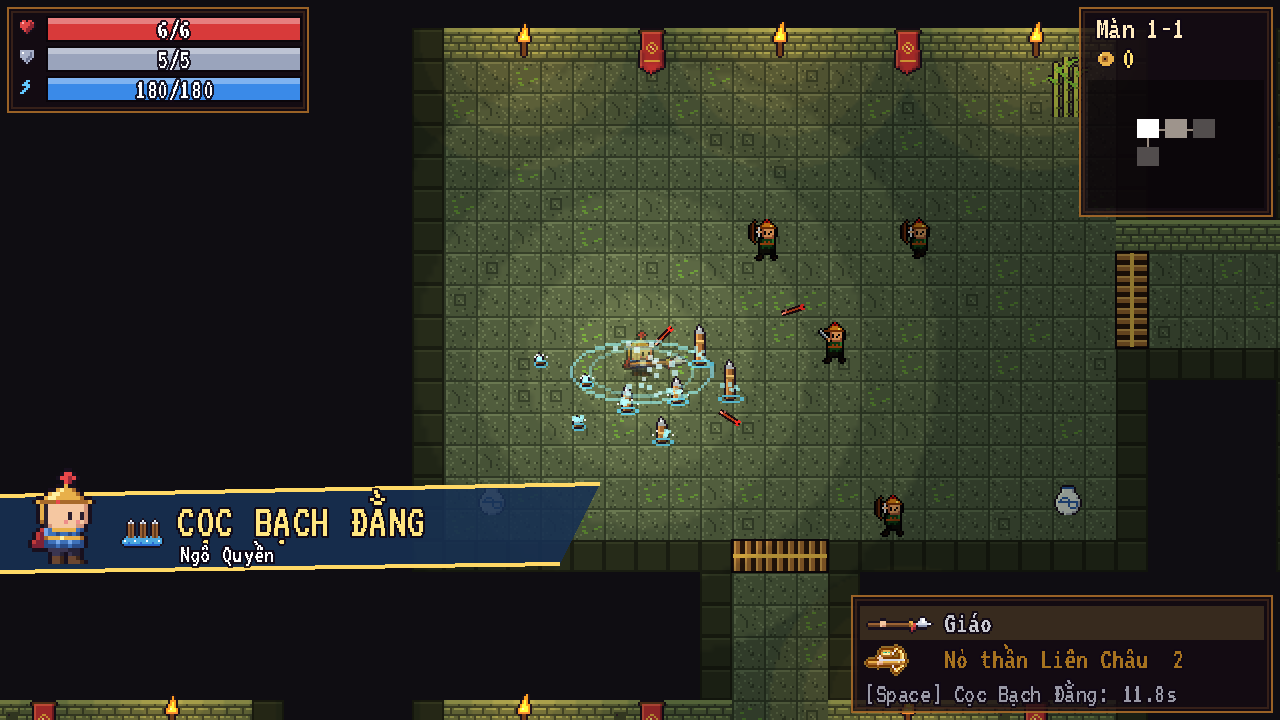 6/6
5/5
180/180
Màn 1-1
0
CỌC BẠCH ĐẰNG
Ngô Quyền
Giáo
Nỏ thần Liên Châu 2
[Space] Cọc Bạch Đằng: 11.8s